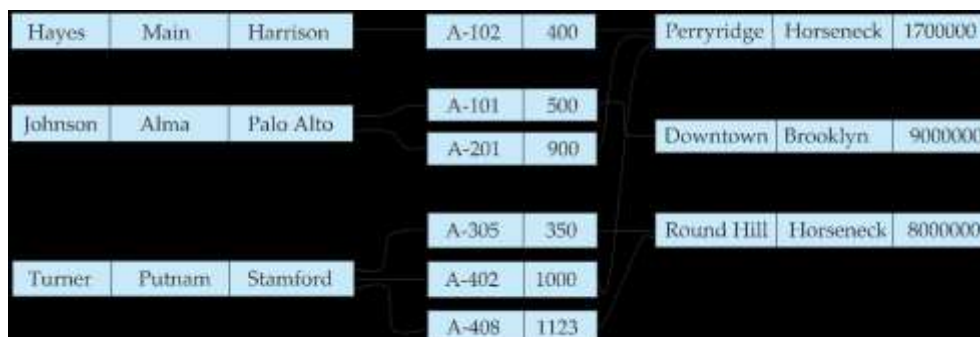 Hayes Main Harrison A-102 400 Perryridge Horseneck 1700000
A-101 500
Johnson Alma Palo Alto Downtown Brooklyn 9000000
A-201 900
A-305 350 Round Hill Horseneck 8000000
Turner Putnam Stamford A-402 1000
A-408 1123